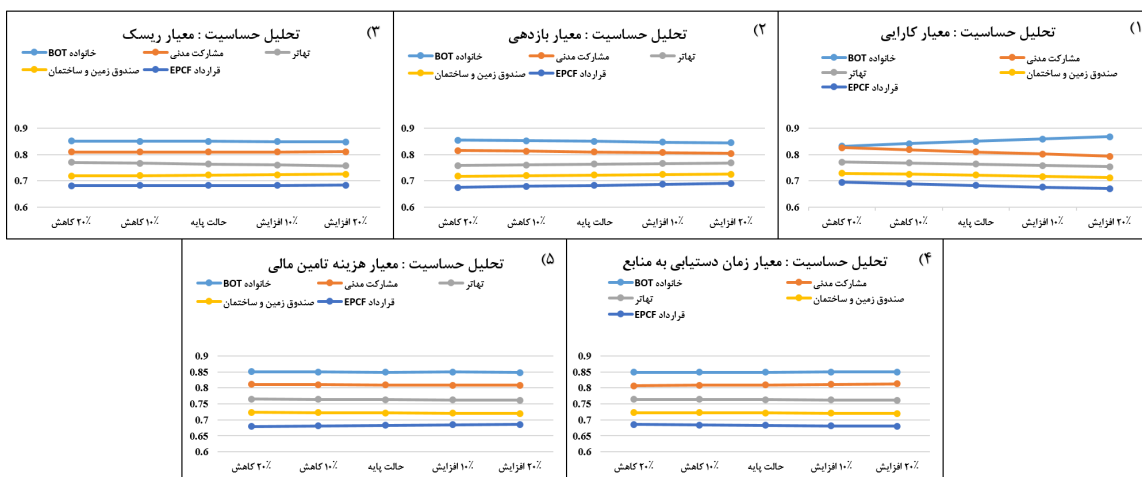 ۱) تحلیل حساسیت : معیار کارایی
خانواده BOT
مشارکت مدنی
تهاتر
صندوق زمین و ساختمان
قرارداد EPCF
0.9
0.8
0.7
0.6
۲۰٪ کاهش
۱۰٪ کاهش
حالت پایه
۱۰٪ افزایش
۲۰٪ افزایش
۲) تحلیل حساسیت : معیار بازدهی
خانواده BOT
مشارکت مدنی
تهاتر
صندوق زمین و ساختمان
قرارداد EPCF
0.9
0.8
0.7
0.6
۲۰٪ کاهش
۱۰٪ کاهش
حالت پایه
۱۰٪ افزایش
۲۰٪ افزایش
۳) تحلیل حساسیت : معیار ریسک
خانواده BOT
مشارکت مدنی
تهاتر
صندوق زمین و ساختمان
قرارداد EPCF
0.9
0.8
0.7
0.6
۲۰٪ کاهش
۱۰٪ کاهش
حالت پایه
۱۰٪ افزایش
۲۰٪ افزایش
۴) تحلیل حساسیت : معیار زمان دستیابی به منابع
خانواده BOT
مشارکت مدنی
تهاتر
صندوق زمین و ساختمان
قرارداد EPCF
0.9
0.85
0.8
0.75
0.7
0.65
0.6
۲۰٪ کاهش
۱۰٪ کاهش
حالت پایه
۱۰٪ افزایش
۲۰٪ افزایش
۵) تحلیل حساسیت : معیار هزینه تامین مالی
خانواده BOT
مشارکت مدنی
تهاتر
صندوق زمین و ساختمان
قرارداد EPCF
0.9
0.85
0.8
0.75
0.7
0.65
0.6
۲۰٪ کاهش
۱۰٪ کاهش
حالت پایه
۱۰٪ افزایش
۲۰٪ افزایش